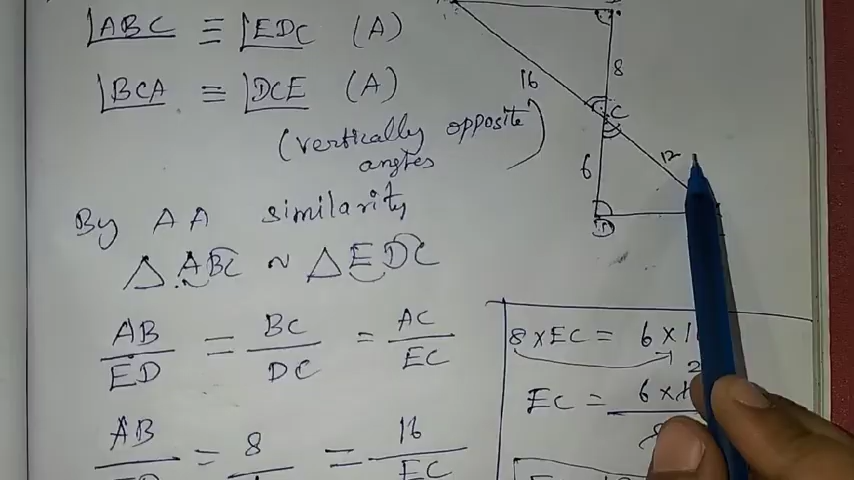 ∠ABC ≡ ∠EDC (A)
∠BCA ≡ ∠DCE (A)
(vertically opposite
angles)
By AA similarity
△ABC ~ △EDC
AB/ED = BC/DC = AC/EC
AB/ED = 8/ = 16/EC
16
8
C
6
12
D
8 × EC = 6 ×
EC = 6 ×